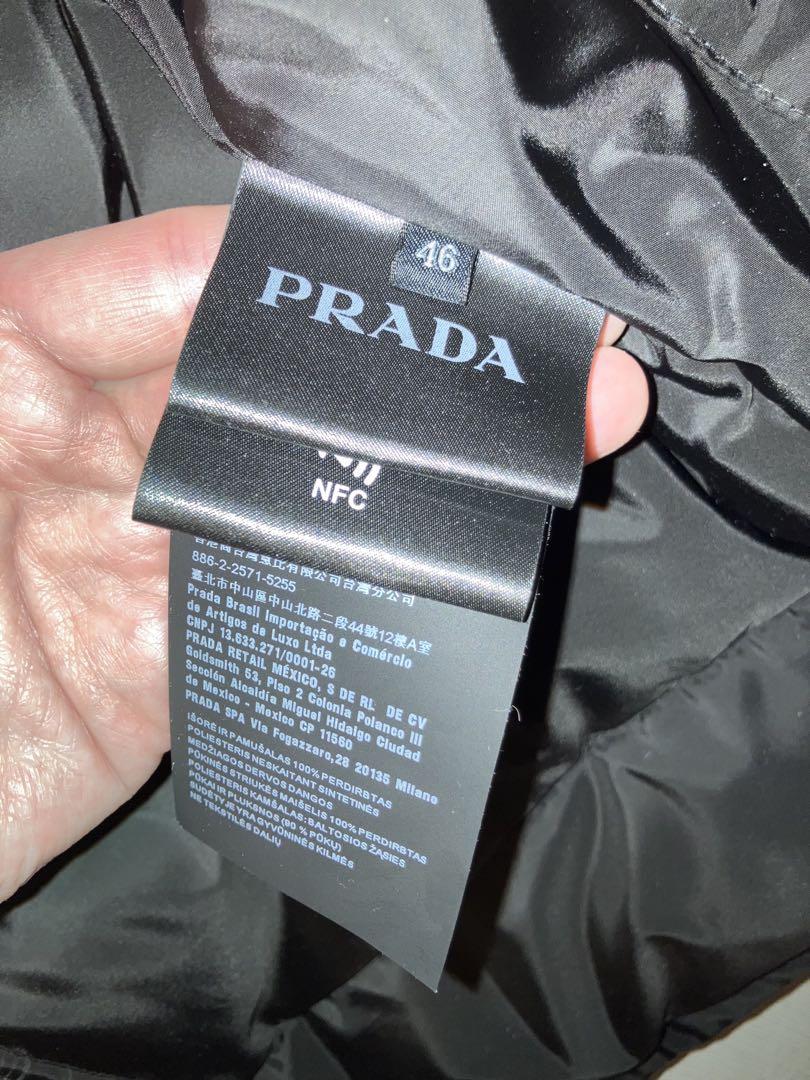 46
PRADA
NFC
886-2-2571-5255
臺北市中山區中山北路二段44號12樓A室
Prada Brasil Importação e Comércio
de Artigos de Luxo Ltda
CNPJ 13.633.271/0001-26
PRADA RETAIL MÉXICO, S DE RL DE CV
Goldsmith 53, Piso 2 Colonia Polanco III
Sección Alcaldía Miguel Hidalgo Ciudad
de Mexico - Mexico CP 11560
PRADA SPA Via Fogazzaro,28 20135 Milano
IŠORĖ IR PAMUŠALAS 100% PERDIRBTAS
POLIESTERIS NESKAITANT SINTETINĖS
MEDŽIAGOS DERVOS DANGOS
PŪKINĖS STRIUKĖS MAIŠELIS 100% PERDIRBTAS
POLIESTERIS KAMŠALAS: BALTOSIOS ŽĄSIES
PŪKAI IR PLUKSNOS (90 % PŪKŲ)
SUDĖTYJE YRA GYVŪNINĖS KILMĖS
NE TEKSTILĖS DALIŲ